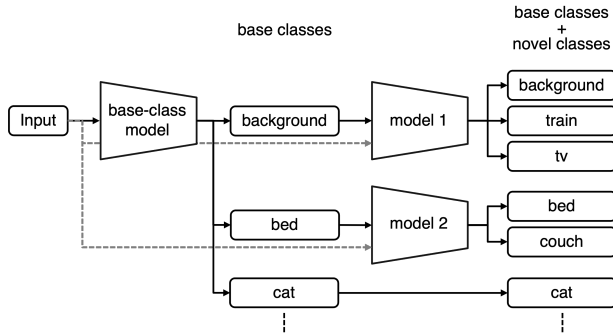 base classes
base classes
+
novel classes
Input
base-class
model
background
model 1
background
train
tv
bed
model 2
bed
couch
cat
cat